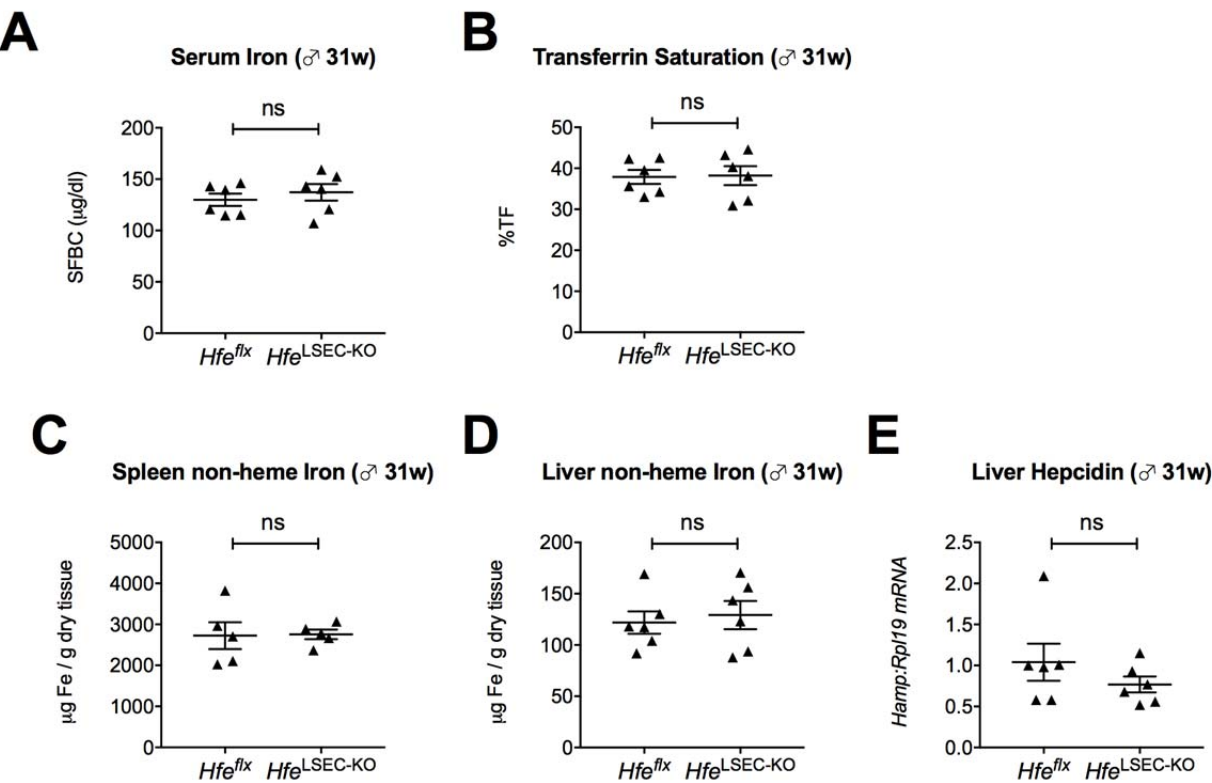 A
Serum Iron (♂ 31w)
ns
SFBC (µg/dl)
200
150
100
50
0
Hfeflx HfeLSEC-KO
B
Transferrin Saturation (♂ 31w)
ns
%TF
50
40
30
20
10
0
Hfeflx HfeLSEC-KO
C
Spleen non-heme Iron (♂ 31w)
ns
µg Fe / g dry tissue
5000
4000
3000
2000
1000
0
Hfeflx HfeLSEC-KO
D
Liver non-heme Iron (♂ 31w)
ns
µg Fe / g dry tissue
200
150
100
50
0
Hfeflx HfeLSEC-KO
E
Liver Hepcidin (♂ 31w)
ns
Hamp:Rpl19 mRNA
2.5
2.0
1.5
1.0
0.5
0.0
Hfeflx HfeLSEC-KO